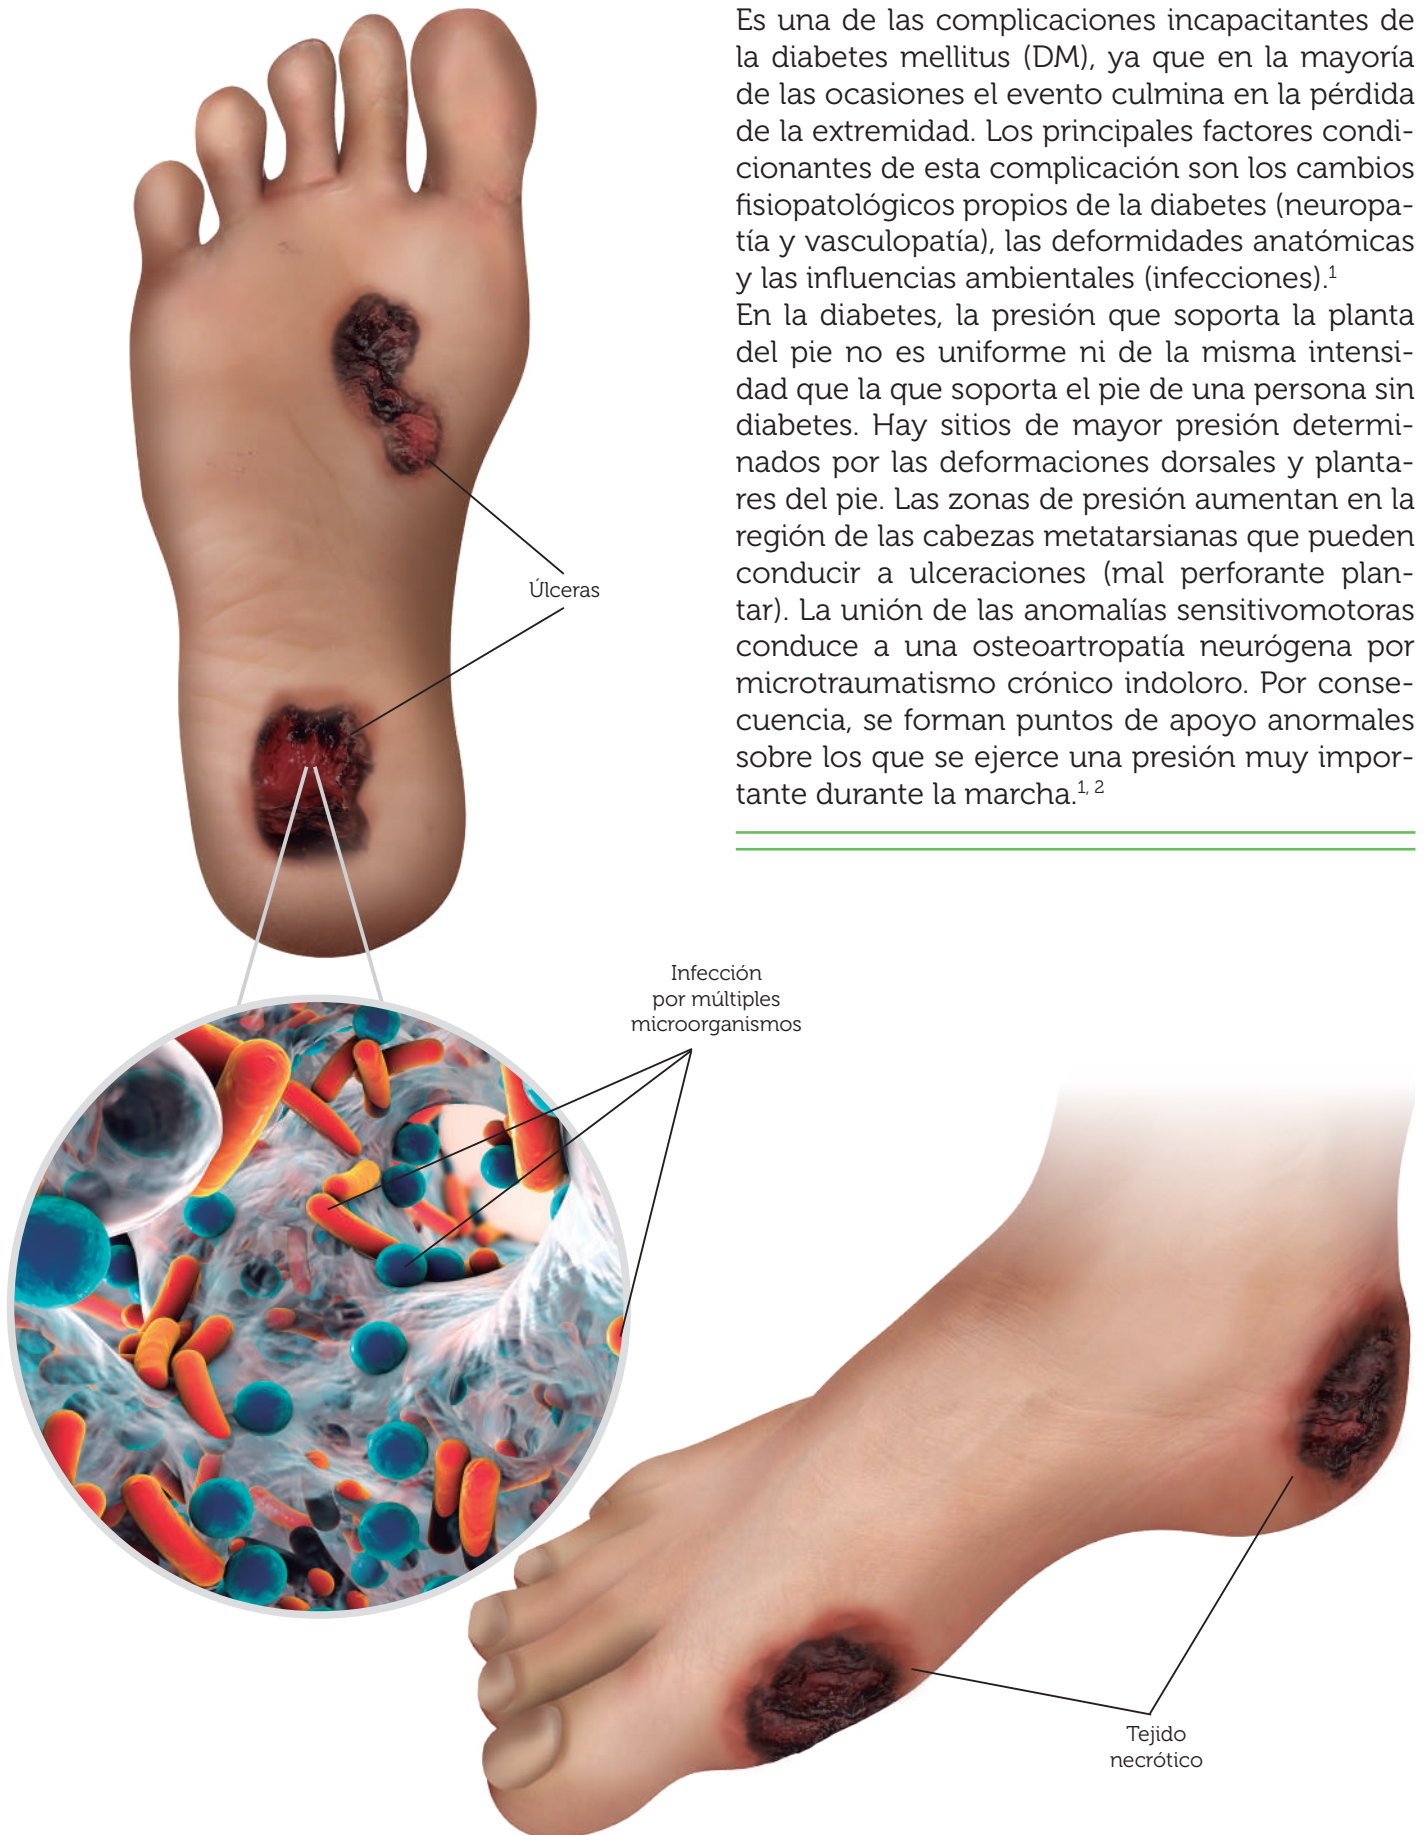 Es una de las complicaciones incapacitantes de
la diabetes mellitus (DM), ya que en la mayoría
de las ocasiones el evento culmina en la pérdida
de la extremidad. Los principales factores condi-
cionantes de esta complicación son los cambios
fisiopatológicos propios de la diabetes (neuropa-
tía y vasculopatía), las deformidades anatómicas
y las influencias ambientales (infecciones).¹
En la diabetes, la presión que soporta la planta
del pie no es uniforme ni de la misma intensi-
dad que la que soporta el pie de una persona sin
diabetes. Hay sitios de mayor presión determi-
nados por las deformaciones dorsales y planta-
res del pie. Las zonas de presión aumentan en la
región de las cabezas metatarsianas que pueden
conducir a ulceraciones (mal perforante plan-
tar). La unión de las anomalías sensitivomotoras
conduce a una osteoartropatía neurógena por
microtraumatismo crónico indoloro. Por conse-
cuencia, se forman puntos de apoyo anormales
sobre los que se ejerce una presión muy impor-
tante durante la marcha.¹, ²
Úlceras
Infección
por múltiples
microorganismos
Tejido
necrótico